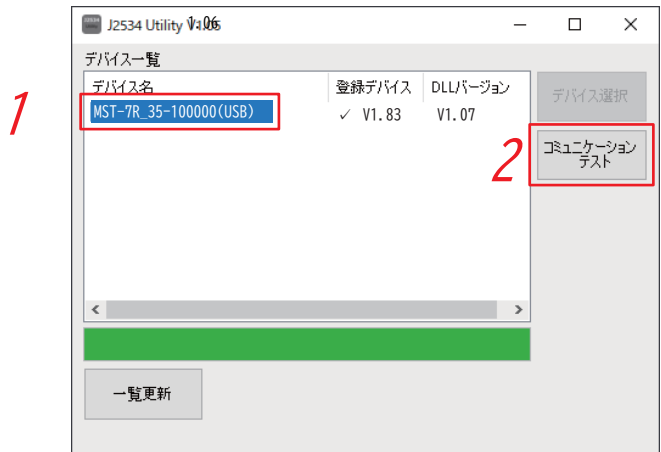 J2534 Utility V1.06
デバイス一覧
デバイス名 登録デバイス DLLバージョン
デバイス選択
1
MST-7R_35-100000(USB) ✓ V1.83 V1.07
2
コミュニケーション
テスト
一覧更新